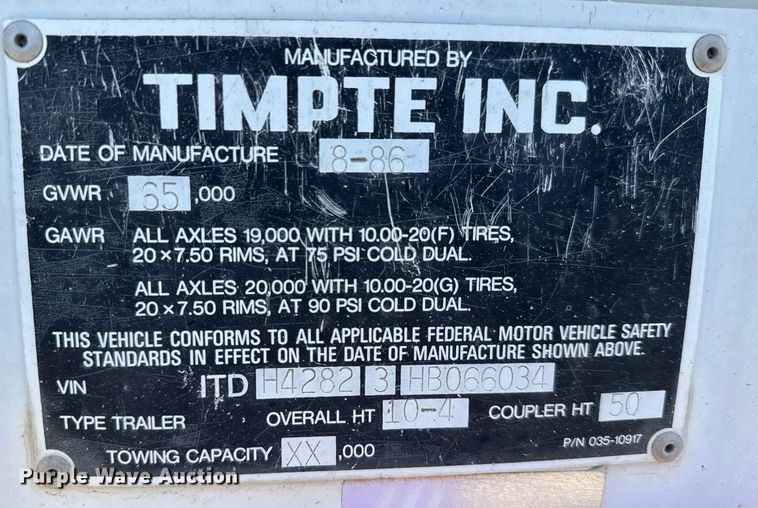 MANUFACTURED BY
TIMPTE INC.
DATE OF MANUFACTURE 8-86
GVWR 65 ,000
GAWR ALL AXLES 19,000 WITH 10.00-20(F) TIRES,
20 x 7.50 RIMS, AT 75 PSI COLD DUAL.
ALL AXLES 20,000 WITH 10.00-20(G) TIRES,
20 x 7.50 RIMS, AT 90 PSI COLD DUAL.
THIS VEHICLE CONFORMS TO ALL APPLICABLE FEDERAL MOTOR VEHICLE SAFETY
STANDARDS IN EFFECT ON THE DATE OF MANUFACTURE SHOWN ABOVE.
VIN ITD H4282 3 HB066034
TYPE TRAILER OVERALL HT 10-4 COUPLER HT 50
TOWING CAPACITY XX ,000 P/N 035-10917
Purple Wave Auction